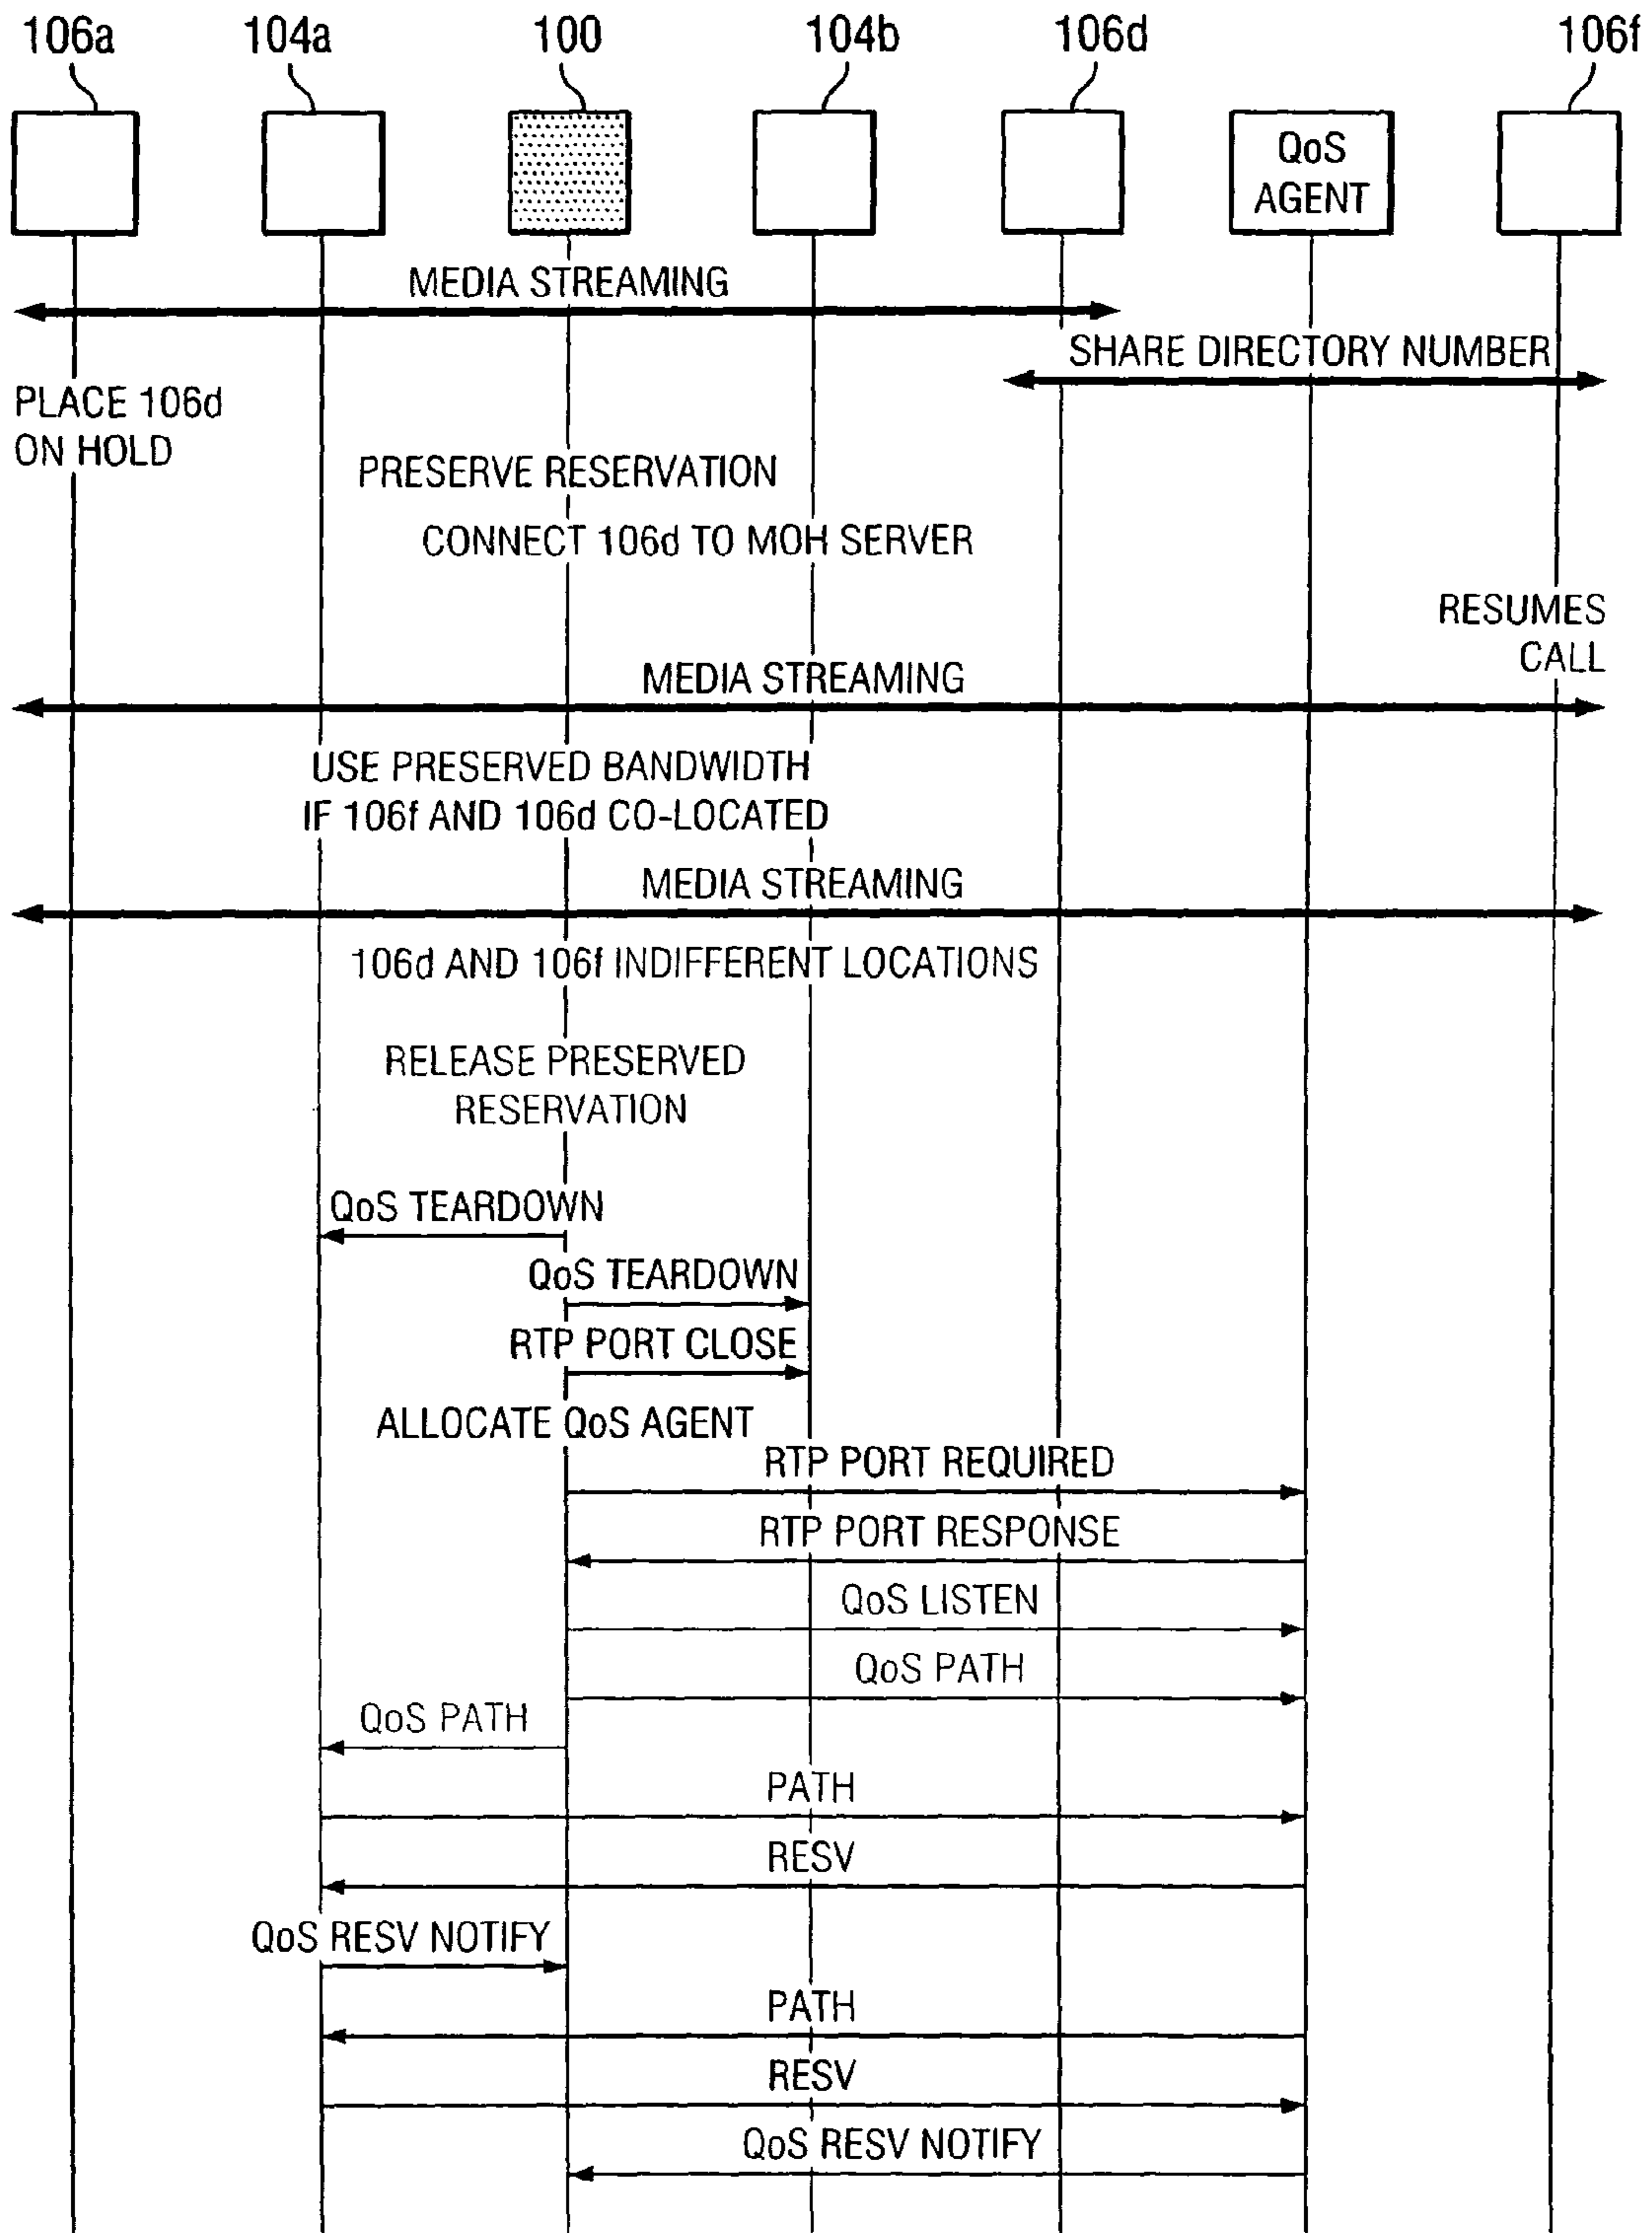 106a 104a 100 104b 106d 106f
QoS
AGENT
MEDIA STREAMING
SHARE DIRECTORY NUMBER
PLACE 106d
ON HOLD
PRESERVE RESERVATION
CONNECT 106d TO MOH SERVER
RESUMES
CALL
MEDIA STREAMING
USE PRESERVED BANDWIDTH
IF 106f AND 106d CO-LOCATED
MEDIA STREAMING
106d AND 106f INDIFFERENT LOCATIONS
RELEASE PRESERVED
RESERVATION
QoS TEARDOWN
QoS TEARDOWN
RTP PORT CLOSE
ALLOCATE QoS AGENT
RTP PORT REQUIRED
RTP PORT RESPONSE
QoS LISTEN
QoS PATH
QoS PATH
PATH
RESV
QoS RESV NOTIFY
PATH
RESV
QoS RESV NOTIFY